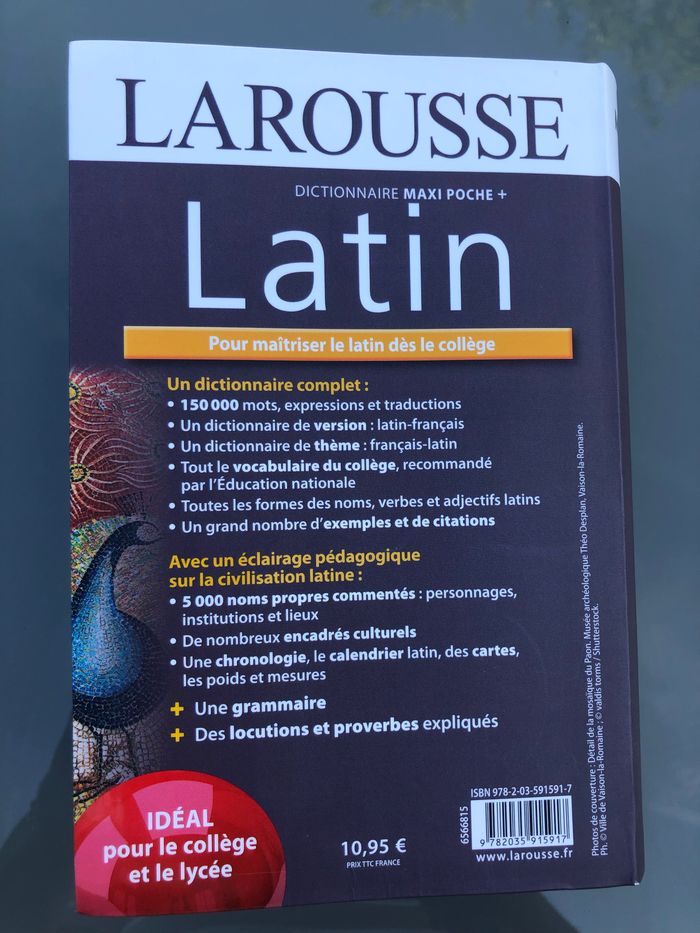 LAROUSSE
DICTIONNAIRE MAXI POCHE +
Latin
Pour maîtriser le latin dès le collège
Un dictionnaire complet :
• 150 000 mots, expressions et traductions
• Un dictionnaire de version : latin-français
• Un dictionnaire de thème : français-latin
• Tout le vocabulaire du collège, recommandé
par l'Éducation nationale
• Toutes les formes des noms, verbes et adjectifs latins
• Un grand nombre d'exemples et de citations
Avec un éclairage pédagogique
sur la civilisation latine :
• 5 000 noms propres commentés : personnages,
institutions et lieux
• De nombreux encadrés culturels
• Une chronologie, le calendrier latin, des cartes,
les poids et mesures
+ Une grammaire
+ Des locutions et proverbes expliqués
IDÉAL
pour le collège
et le lycée
10,95 €
PRIX TTC FRANCE
6566815
ISBN 978-2-03-591591-7
9 782035 915917
www.larousse.fr
Photos de couverture : Détail de la mosaïque du Paon. Musée archéologique Théo Desplan, Vaison-la-Romaine.
Ph. © Ville de Vaison-la-Romaine ; © valdis torms / Shutterstock.